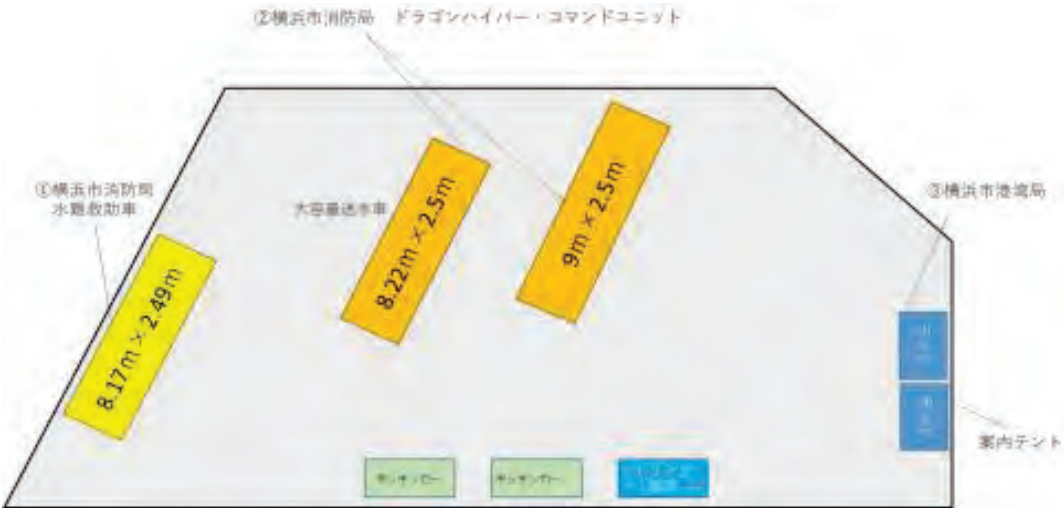 ②横浜市消防局 ドラゴンハイパー・コマンドユニット
①横浜市消防局
水難救助車
大容量送水車
③横浜市港湾局
8.17m×2.49m
8.22m×2.5m
9m×2.5m
案内テント
キッチンカー
キッチンカー